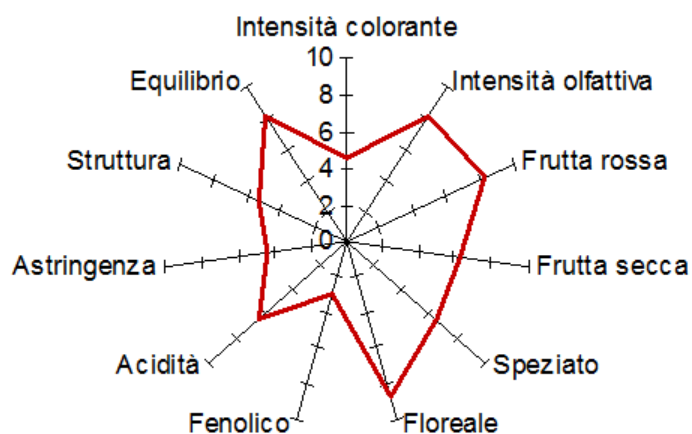 Intensità colorante
10
Equilibrio
Intensità olfattiva
8
6
Struttura
Frutta rossa
4
2
0
Astringenza
Frutta secca
Acidità
Speziato
Fenolico
Floreale